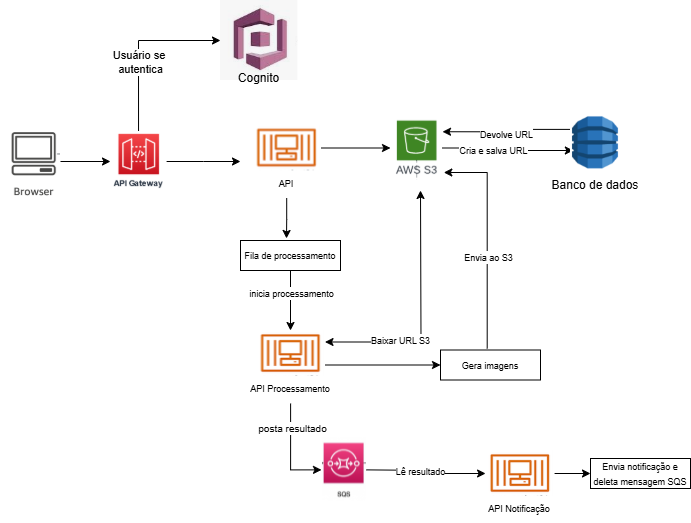 Usuário se
autentica
Cognito
Devolve URL
Cria e salva URL
AWS S3
Browser
API Gateway
API
Banco de dados
Fila de processamento
Envia ao S3
inicia processamento
Baixar URL S3
Gera imagens
API Processamento
posta resultado
Lê resultado
SQS
API Notificação
Envia notificação e
deleta mensagem SQS